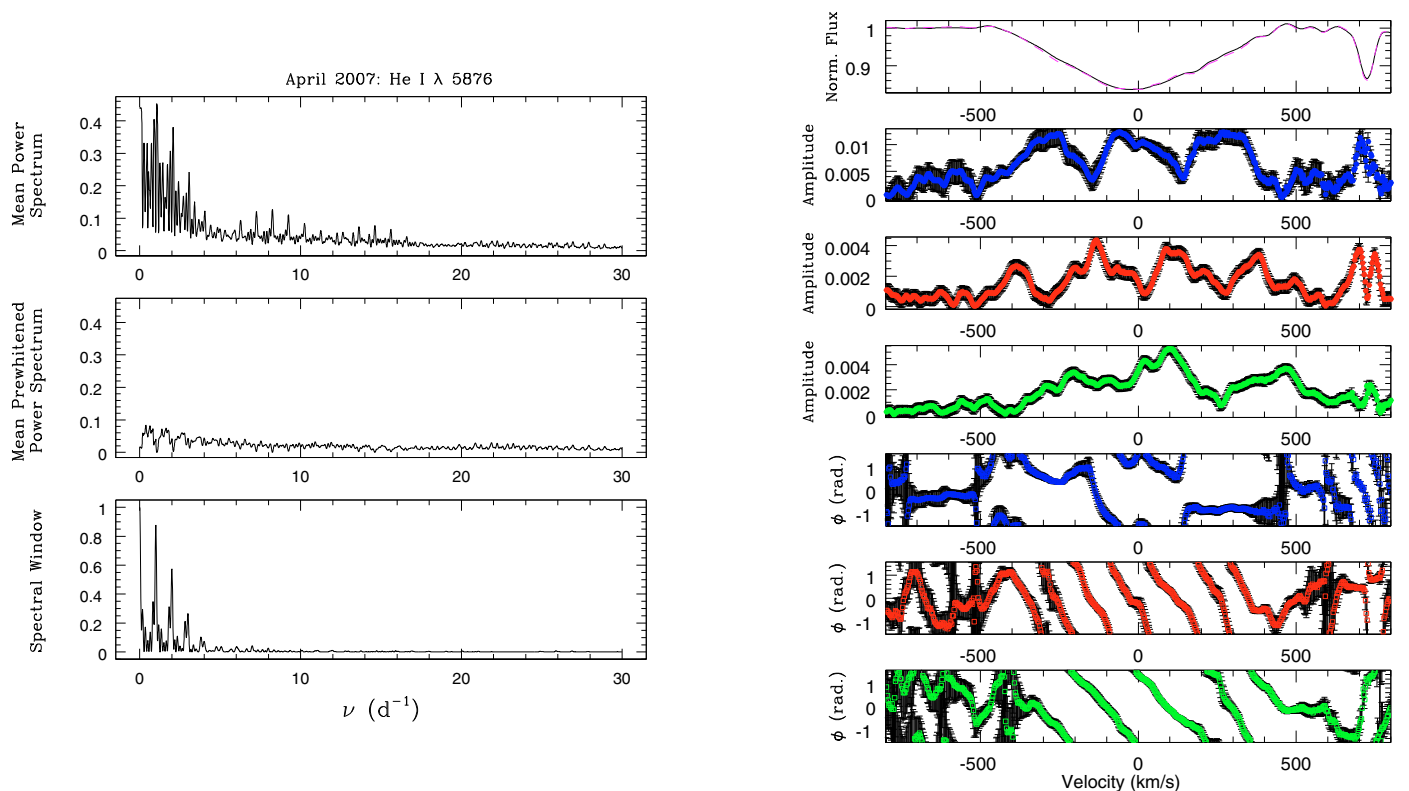 April 2007: He I λ 5876
Mean Power
Spectrum
0.4
0.3
0.2
0.1
0
0 10 20 30
Mean Prewhitened
Power Spectrum
0.4
0.3
0.2
0.1
0
0 10 20 30
Spectral Window
1
0.8
0.6
0.4
0.2
0
0 10 20 30
ν (d⁻¹)
Norm. Flux
1
0.9
-500 0 500
Amplitude
0.01
0.005
0
-500 0 500
Amplitude
0.004
0.002
0
-500 0 500
Amplitude
0.004
0.002
0
-500 0 500
ϕ (rad.)
1
0
-1
-500 0 500
ϕ (rad.)
1
0
-1
-500 0 500
ϕ (rad.)
1
0
-1
-500 0 500
Velocity (km/s)